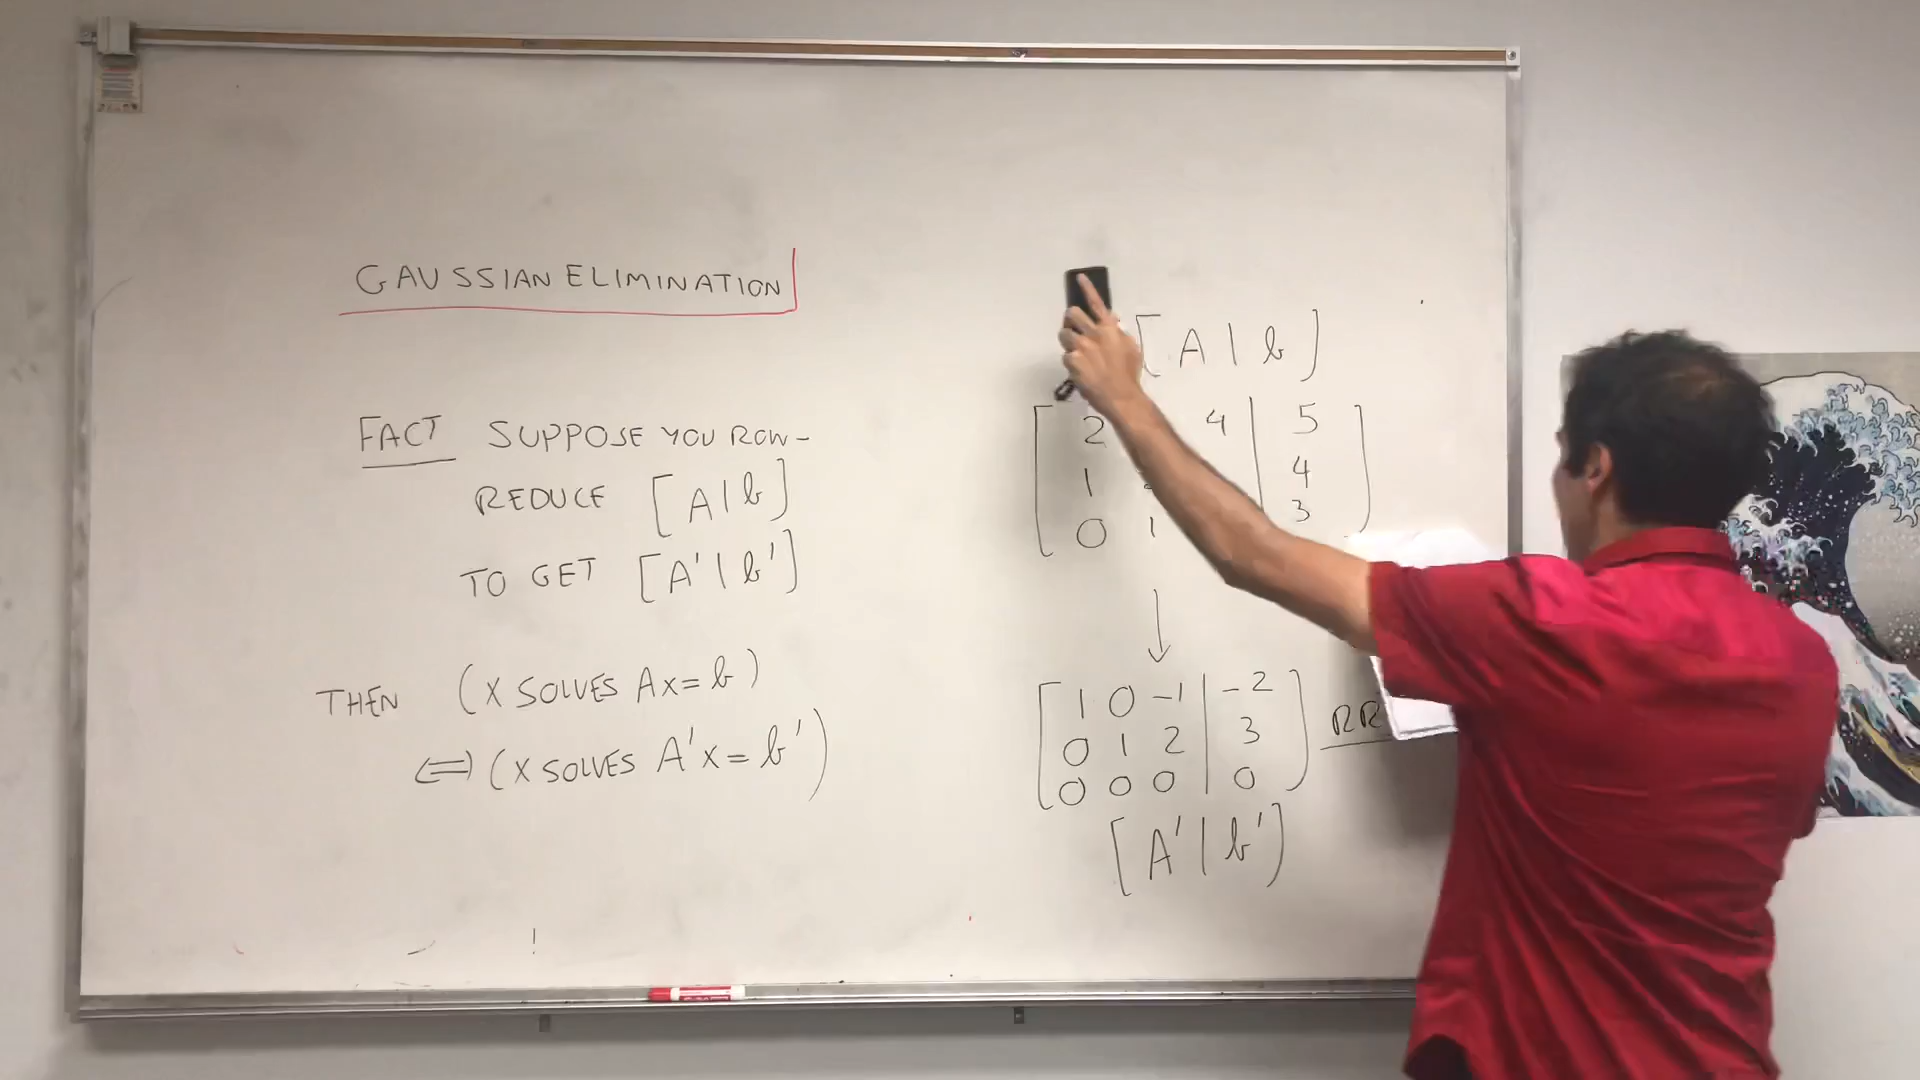 GAUSSIAN ELIMINATION
FACT SUPPOSE YOU ROW-
REDUCE [A|b]
TO GET [A'|b']
THEN (X SOLVES Ax=b)
⟺ (X SOLVES A'x=b')
[A|b]
2 4 | 5
1 | 4
0 1 | 3
↓
1 0 -1 | -2
0 1 2 | 3 RR
0 0 0 | 0
[A'|b']